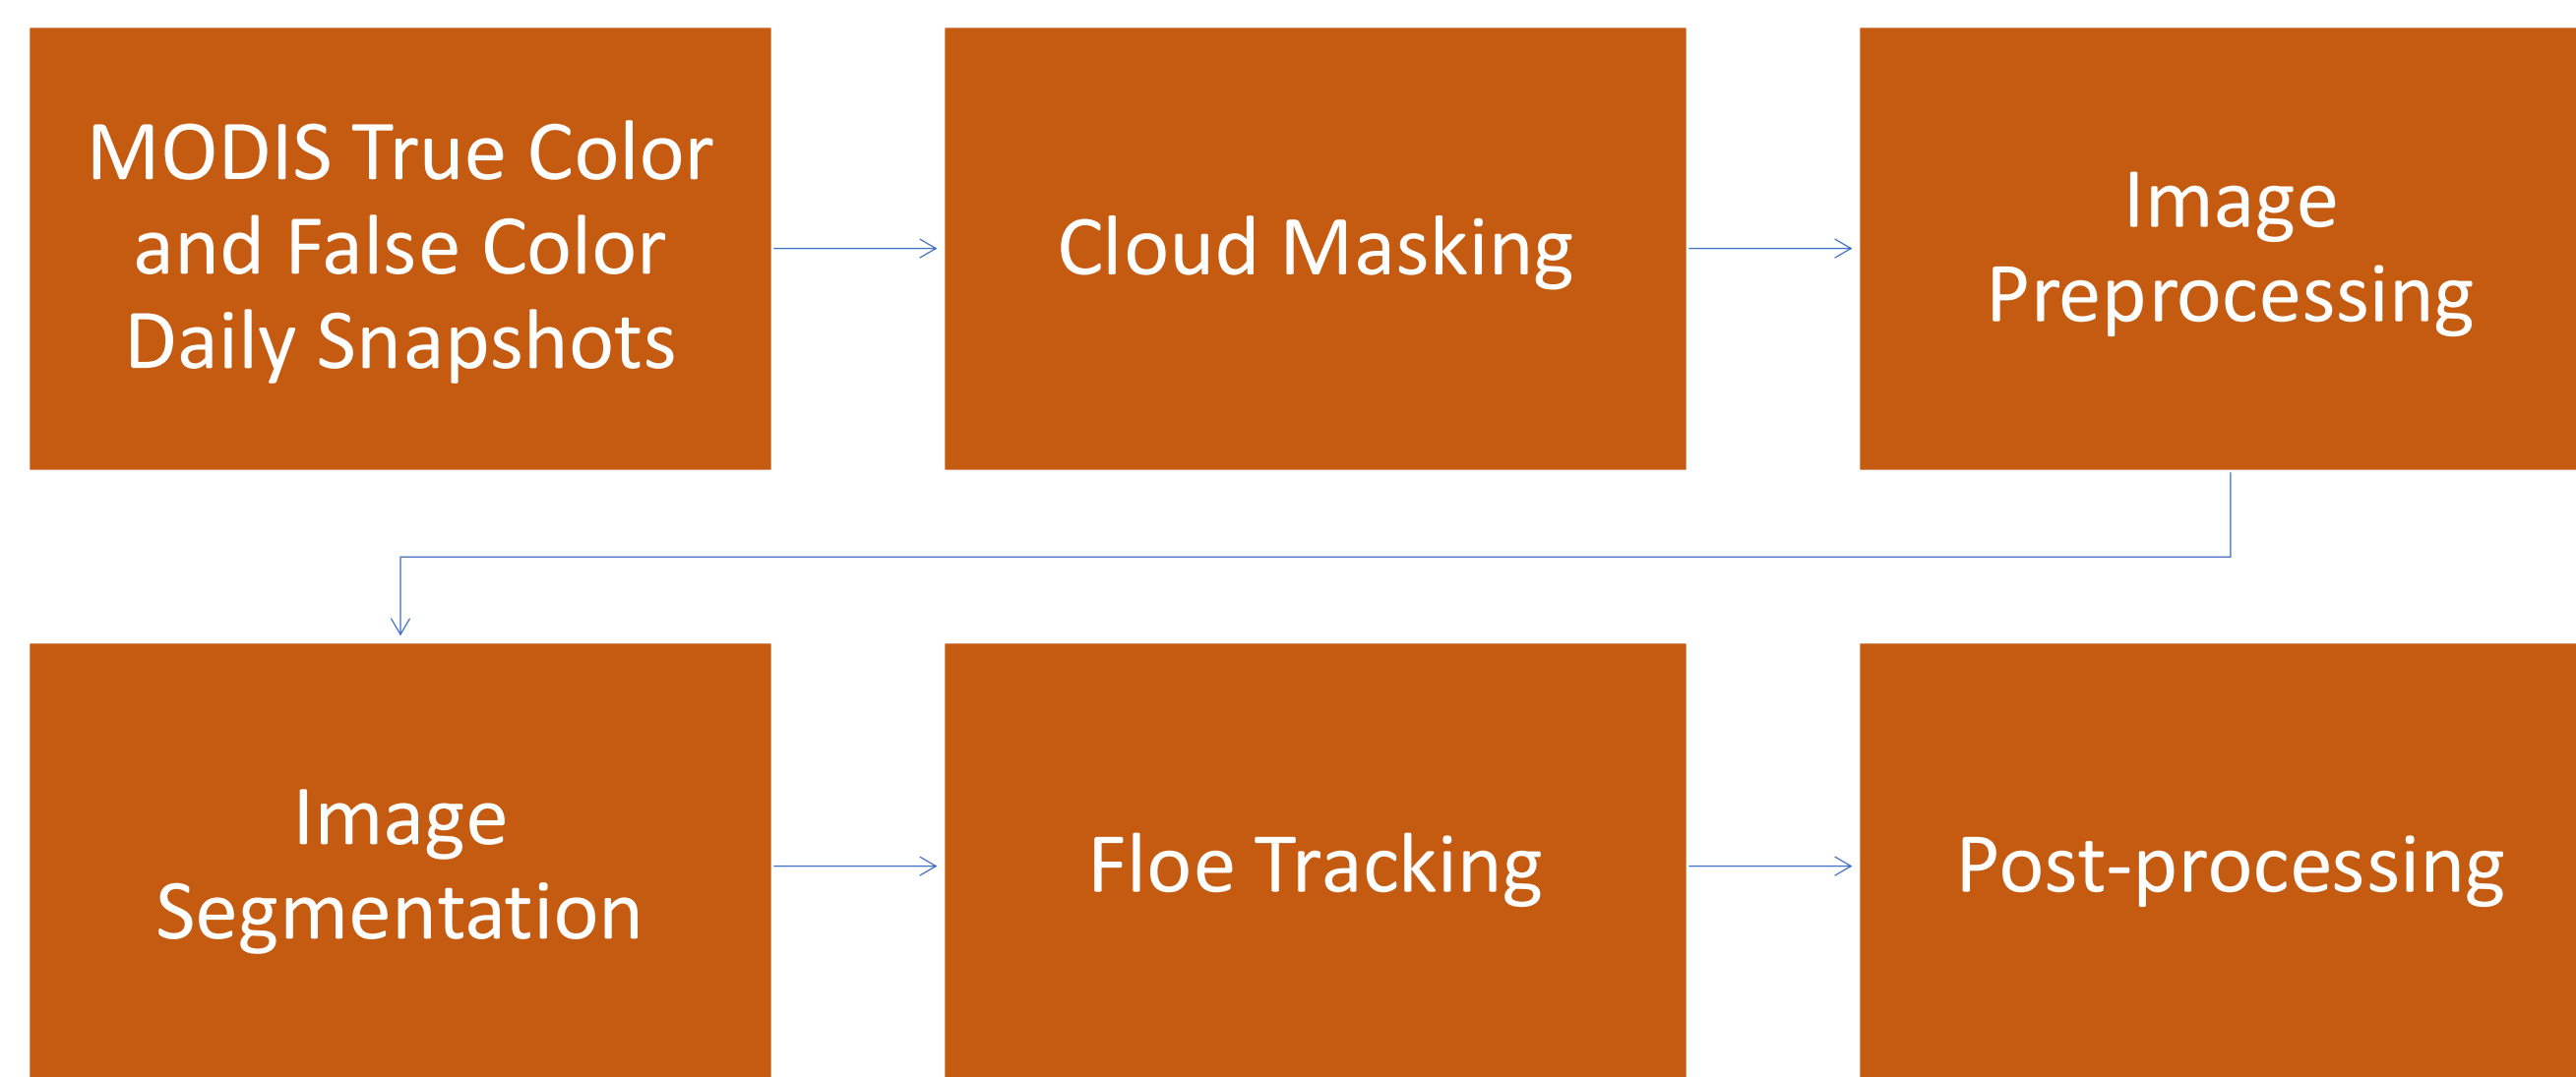 MODIS True Color
and False Color
Daily Snapshots
Cloud Masking
Image
Preprocessing
Image
Segmentation
Floe Tracking
Post-processing